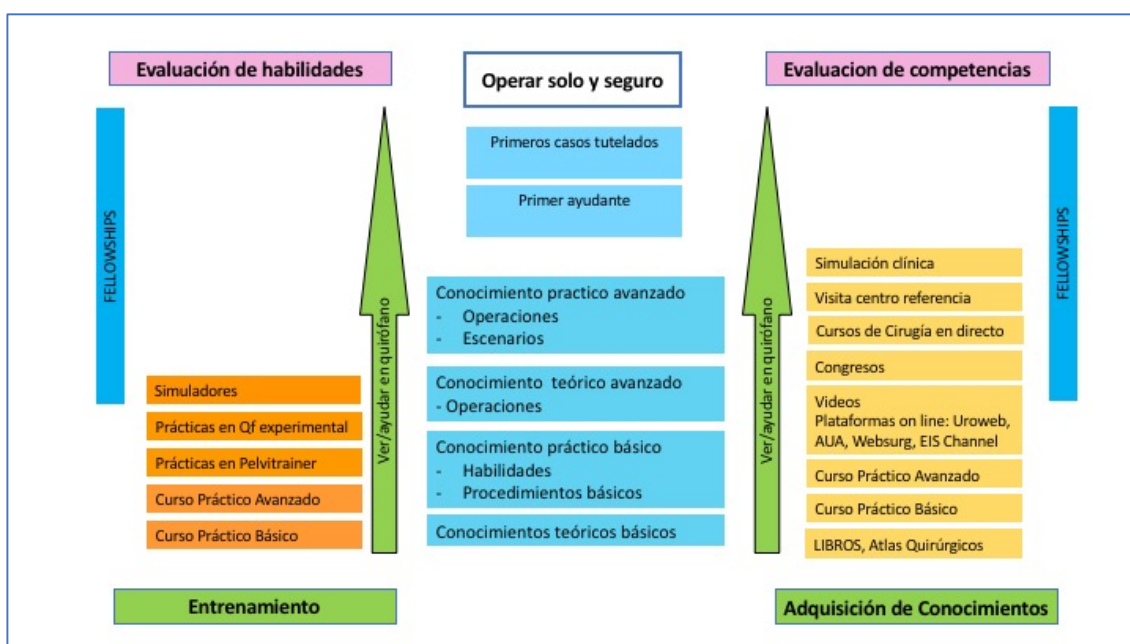 Evaluación de habilidades
Operar solo y seguro
Evaluacion de competencias
FELLOWSHIPS
Primeros casos tutelados
Primer ayudante
Conocimiento practico avanzado
- Operaciones
- Escenarios
Conocimiento teórico avanzado
- Operaciones
Conocimiento práctico básico
- Habilidades
- Procedimientos básicos
Conocimientos teóricos básicos
Ver/ayudar en quirófano
Simuladores
Prácticas en Qf experimental
Prácticas en Pelvitrainer
Curso Práctico Avanzado
Curso Práctico Básico
Entrenamiento
Ver/ayudar en quirófano
FELLOWSHIPS
Simulación clínica
Visita centro referencia
Cursos de Cirugía en directo
Congresos
Videos
Plataformas on line: Uroweb,
AUA, Websurg, EIS Channel
Curso Práctico Avanzado
Curso Práctico Básico
LIBROS, Atlas Quirúrgicos
Adquisición de Conocimientos